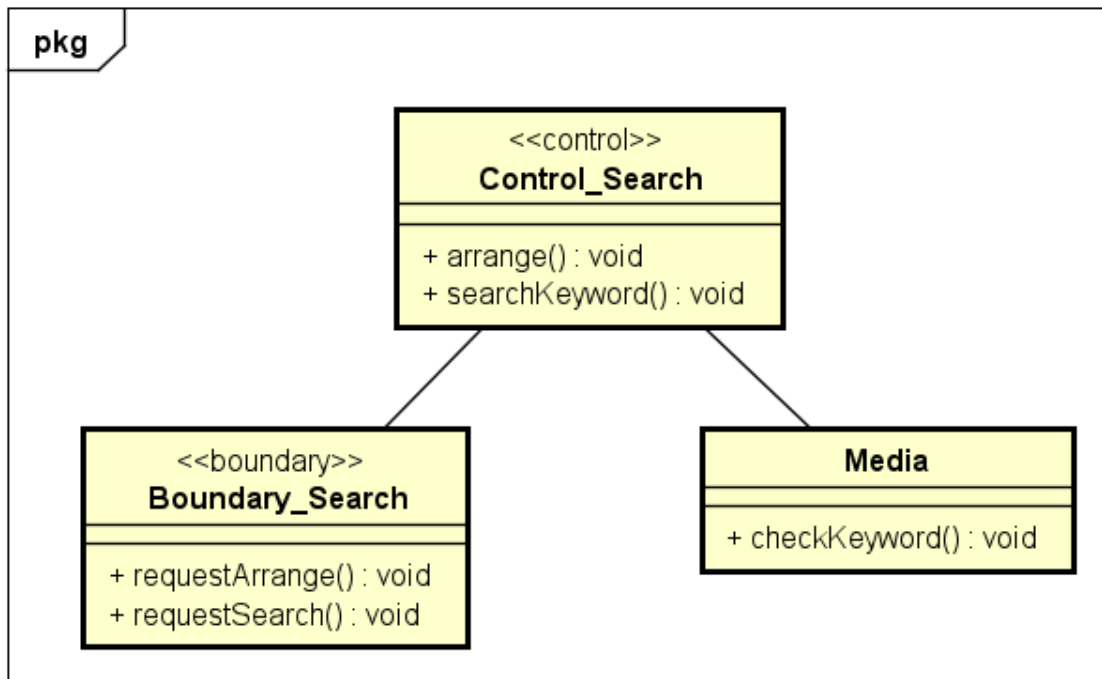 pkg
<<control>>
Control_Search
+ arrange() : void
+ searchKeyword() : void
<<boundary>>
Boundary_Search
+ requestArrange() : void
+ requestSearch() : void
Media
+ checkKeyword() : void